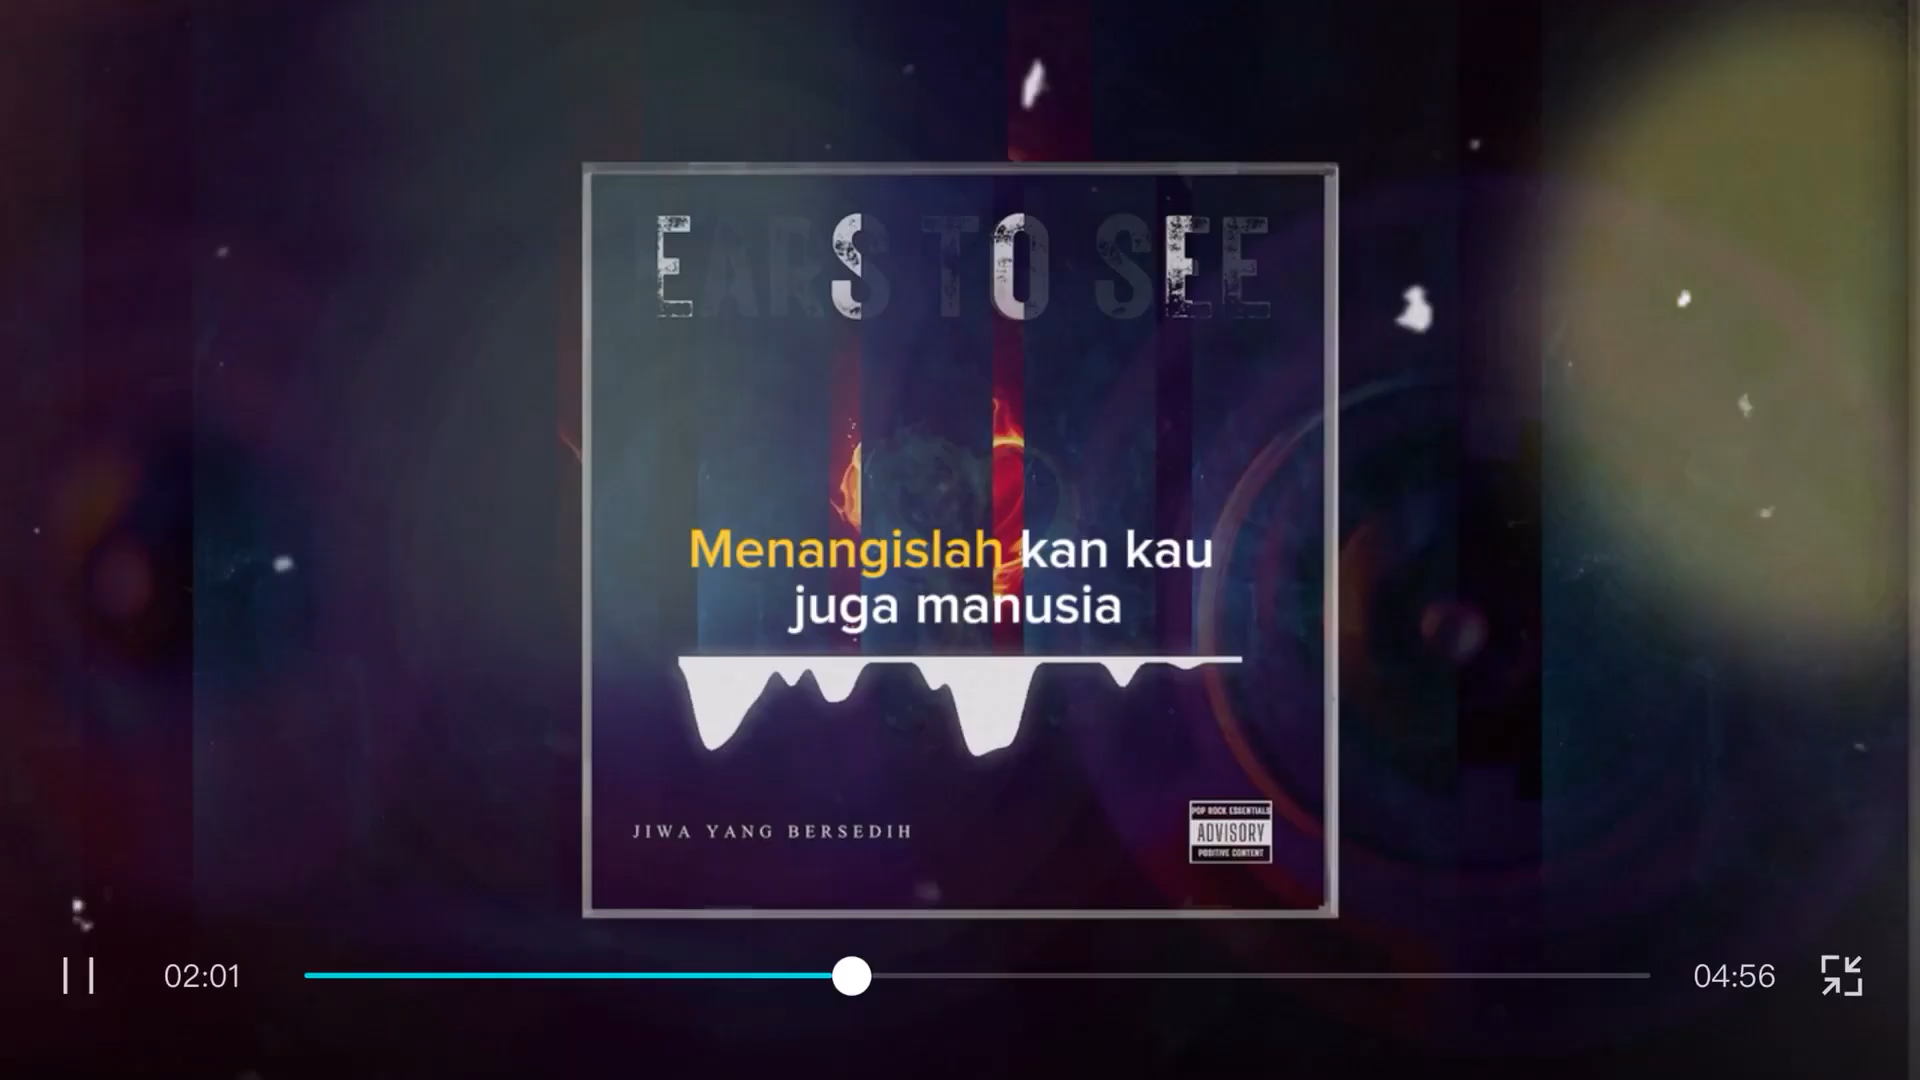 EARS TO SEE
Menangislah kan kau
juga manusia
JIWA YANG BERSEDIH
POP ROCK ESSENTIALS
ADVISORY
POSITIVE CONTENT
02:01
04:56